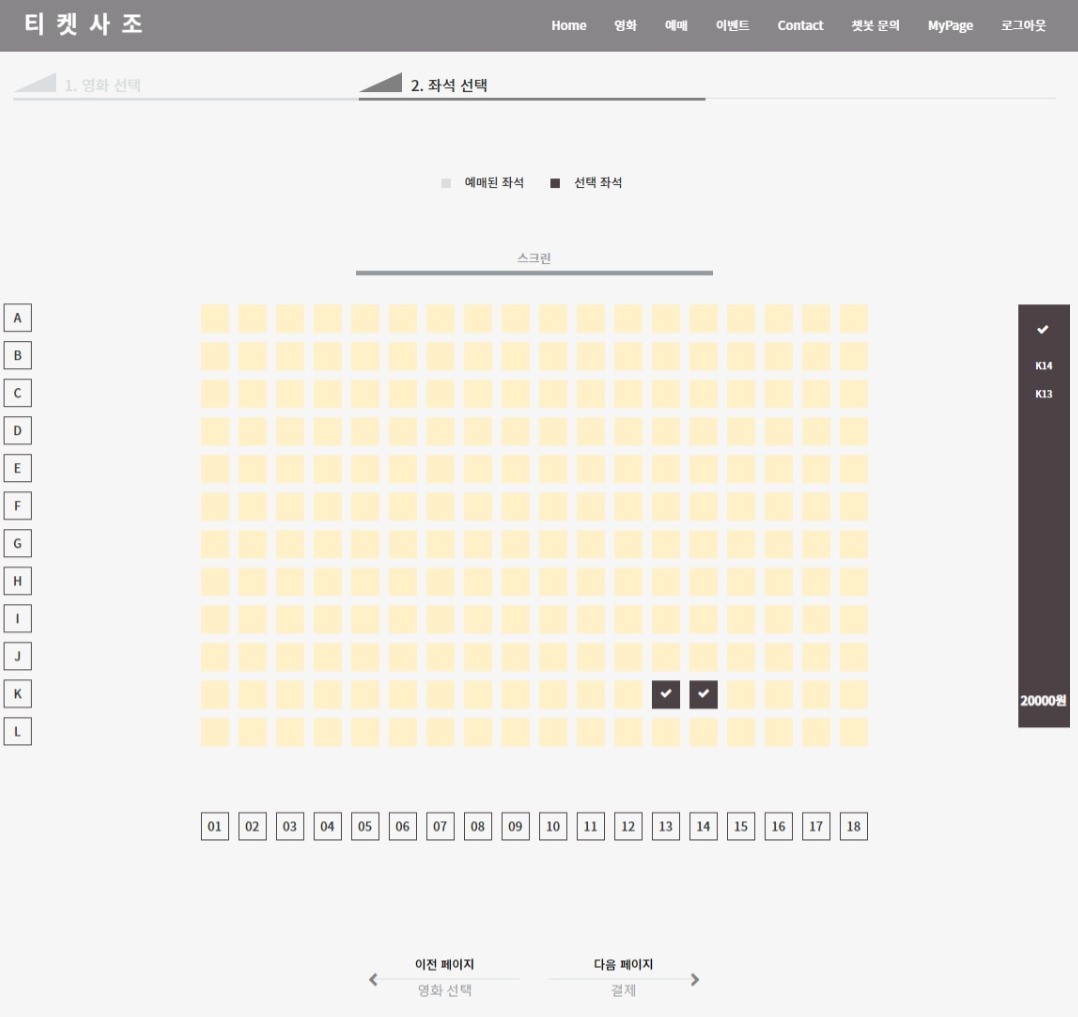 티 켓 사 조
Home 영화 예매 이벤트 Contact 챗봇 문의 MyPage 로그아웃
1. 영화 선택 2. 좌석 선택
예매된 좌석 선택 좌석
스크린
A
B
C
D
E
F
G
H
I
J
K
L
K14
K13
20000원
01 02 03 04 05 06 07 08 09 10 11 12 13 14 15 16 17 18
이전 페이지 다음 페이지
영화 선택 결제